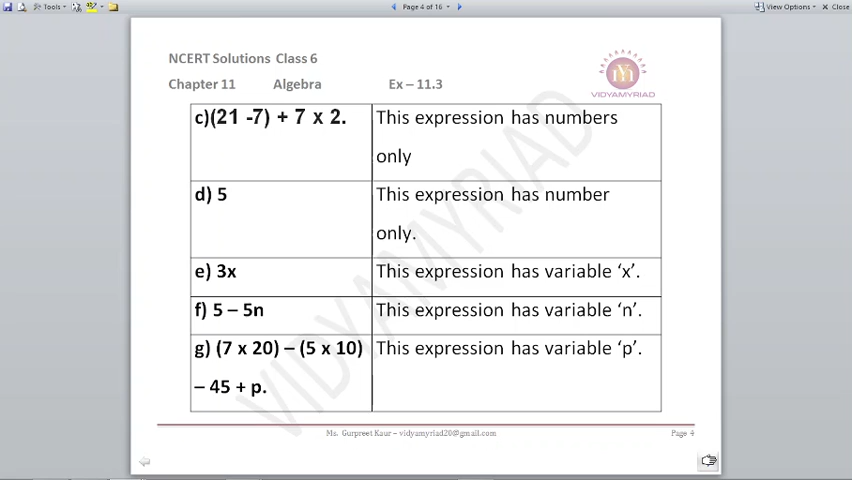 Tools
Page 4 of 16
View Options
Close
NCERT Solutions Class 6
Chapter 11 Algebra Ex – 11.3
VIDYAMYRIAD
c)(21 -7) + 7 x 2.
This expression has numbers
only
d) 5
This expression has number
only.
e) 3x
This expression has variable ‘x’.
f) 5 – 5n
This expression has variable ‘n’.
g) (7 x 20) – (5 x 10)
– 45 + p.
This expression has variable ‘p’.
VIDYAMYRIAD
Ms. Gurpreet Kaur – vidyamyriad20@gmail.com Page 4